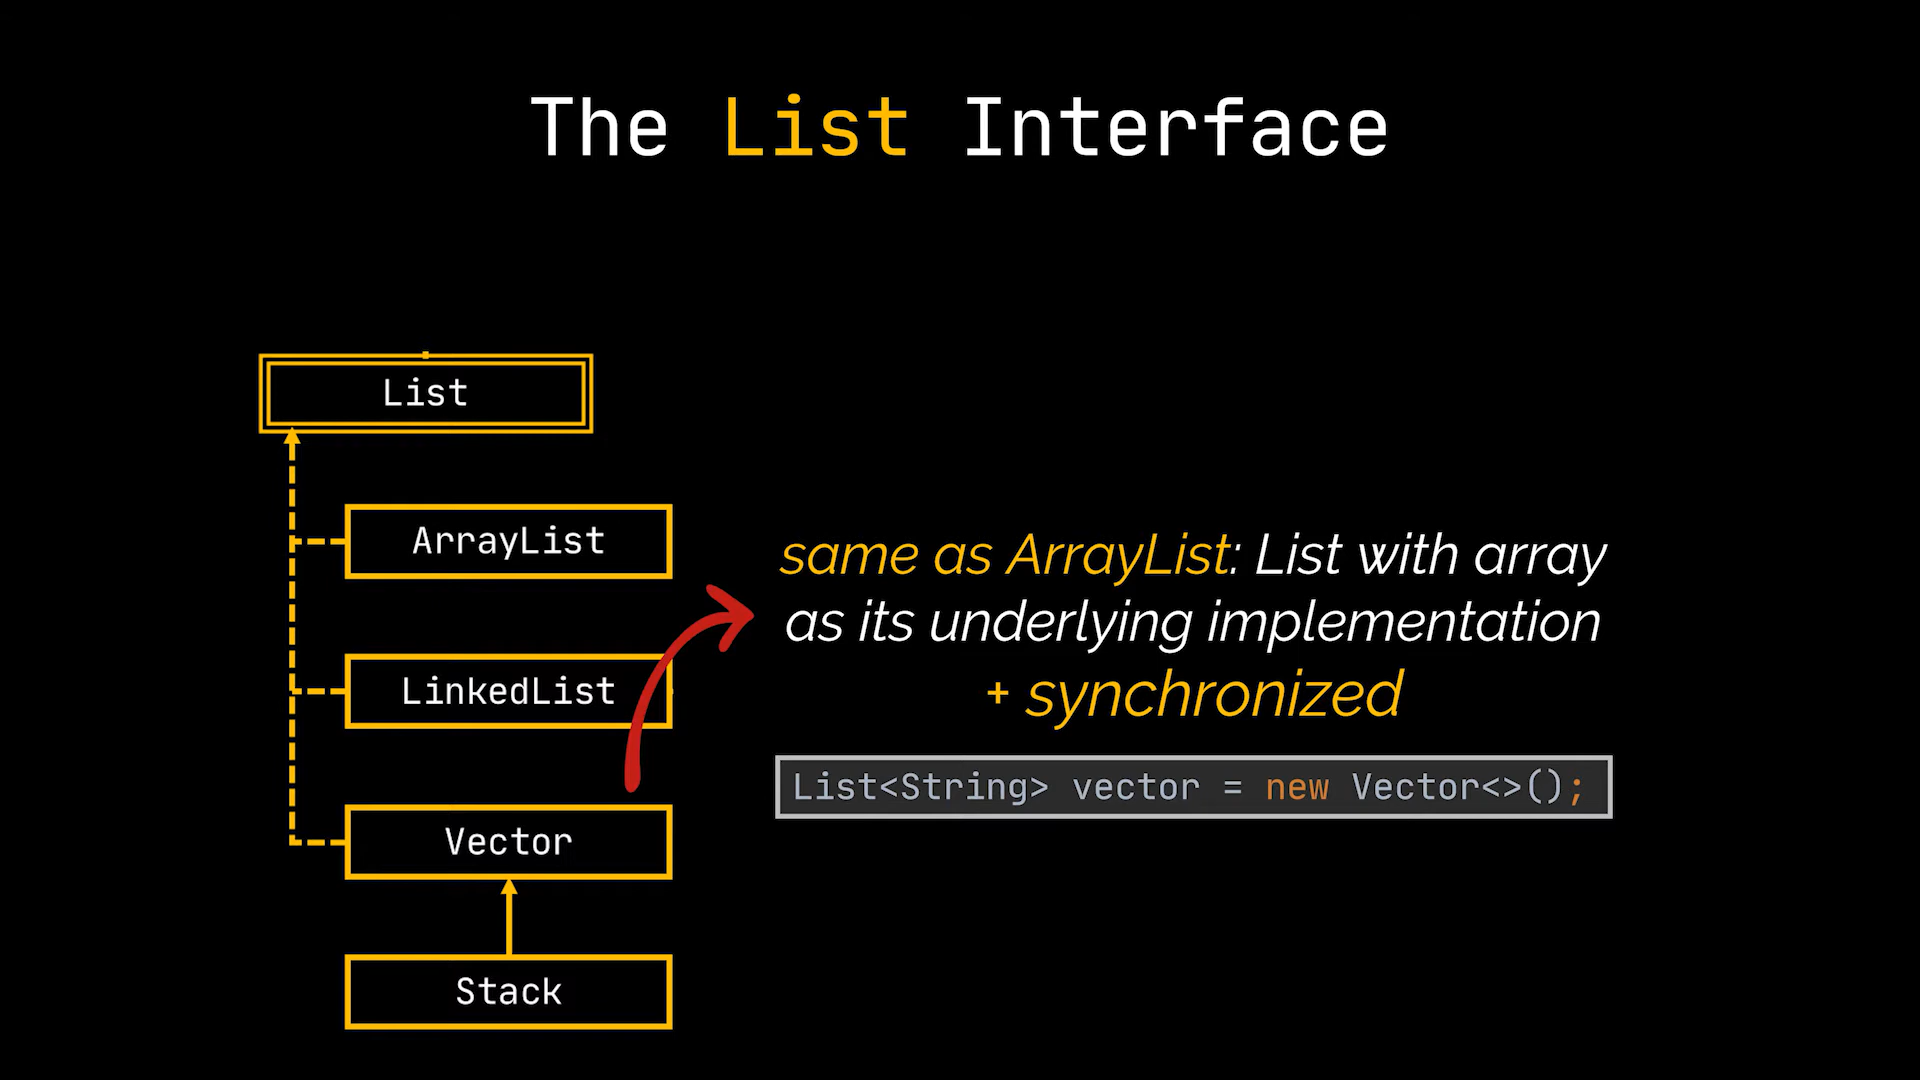 The List Interface
List
ArrayList
LinkedList
Vector
Stack
same as ArrayList: List with array
as its underlying implementation
+ synchronized
List<String> vector = new Vector<>();